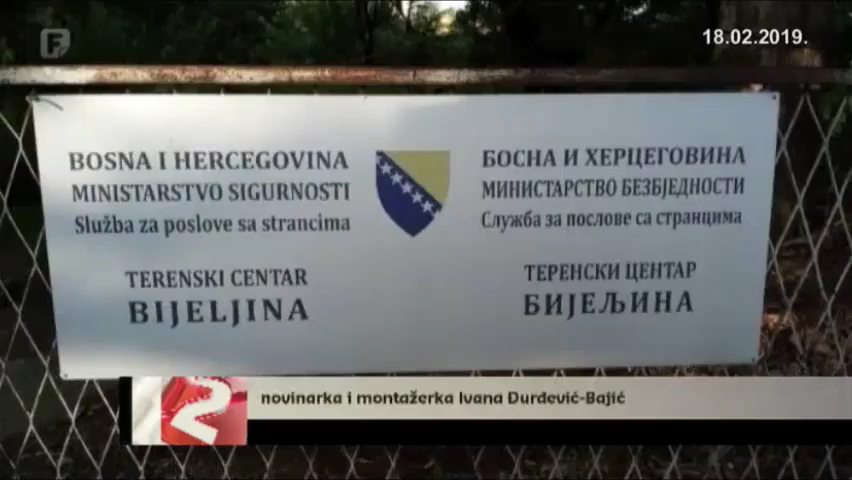 F
18.02.2019.
BOSNA I HERCEGOVINA
MINISTARSTVO SIGURNOSTI
Služba za poslove sa strancima
TERENSKI CENTAR
BIJELJINA
БОСНА И ХЕРЦЕГОВИНА
МИНИСТАРСТВО БЕЗБЈЕДНОСТИ
Служба за послове са странцима
ТЕРЕНСКИ ЦЕНТАР
БИЈЕЉИНА
2
novinarka i montažerka Ivana Đurđević-Bajić